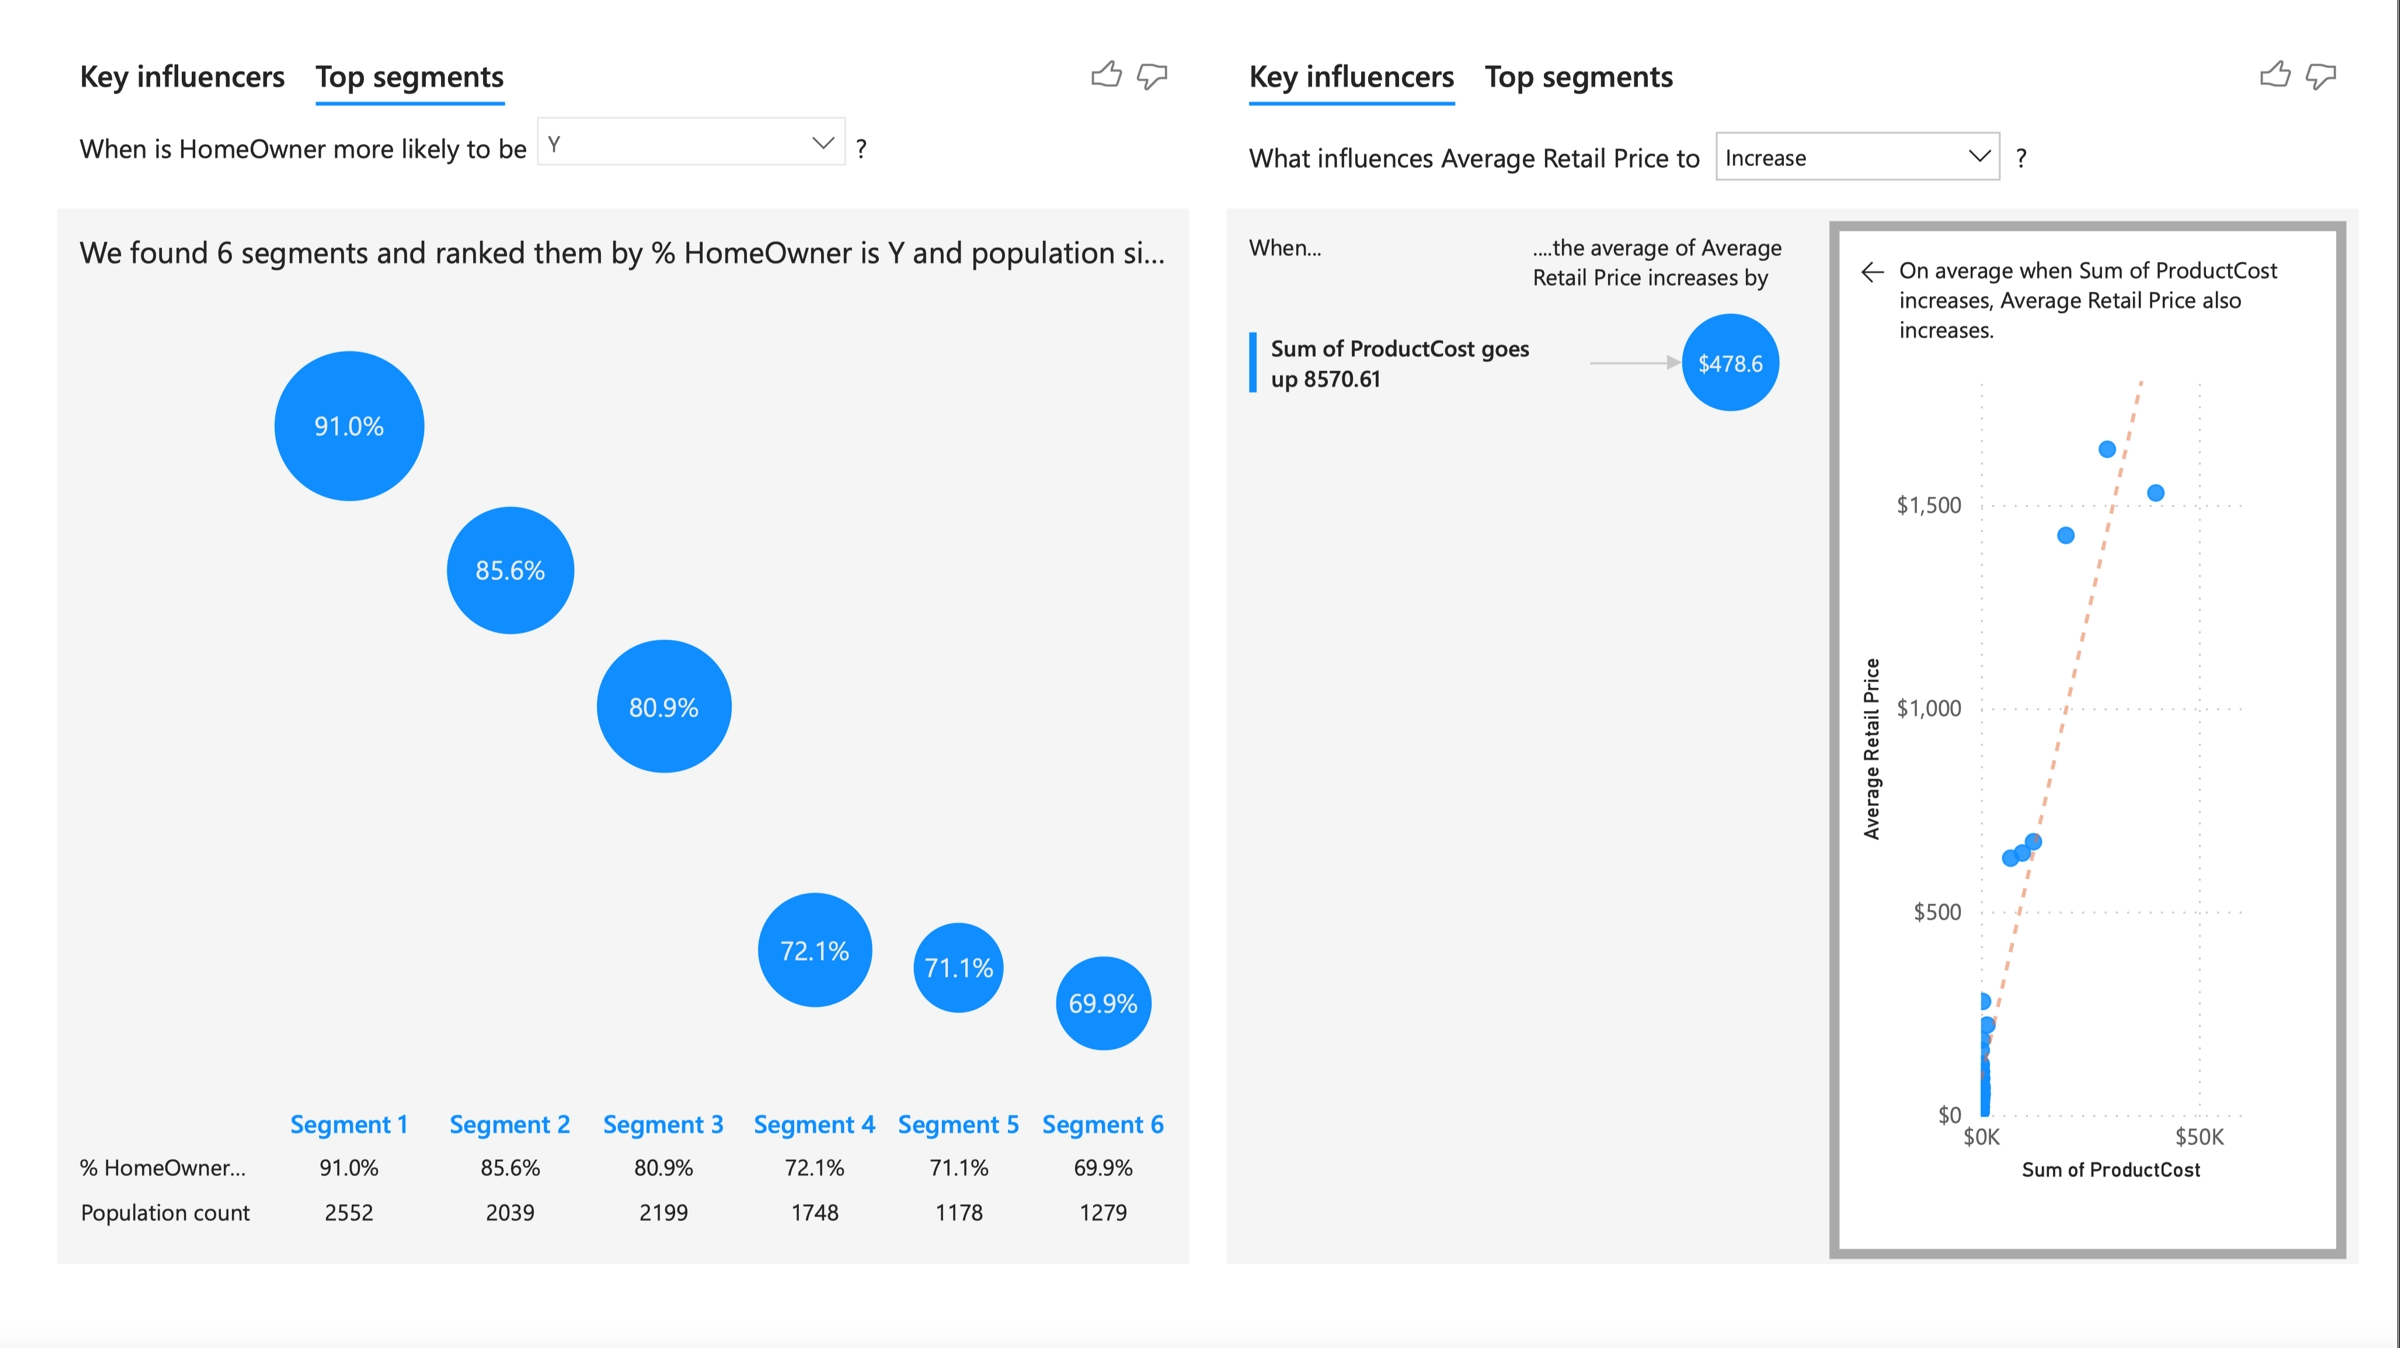 Key influencers Top segments
When is HomeOwner more likely to be Y ?
We found 6 segments and ranked them by % HomeOwner is Y and population si...
91.0%
85.6%
80.9%
72.1%
71.1%
69.9%
Segment 1 Segment 2 Segment 3 Segment 4 Segment 5 Segment 6
% HomeOwner... 91.0% 85.6% 80.9% 72.1% 71.1% 69.9%
Population count 2552 2039 2199 1748 1178 1279
Key influencers Top segments
What influences Average Retail Price to Increase ?
When...
....the average of Average
Retail Price increases by
Sum of ProductCost goes
up 8570.61
$478.6
On average when Sum of ProductCost
increases, Average Retail Price also
increases.
Average Retail Price
$1,500
$1,000
$500
$0
$0K $50K
Sum of ProductCost